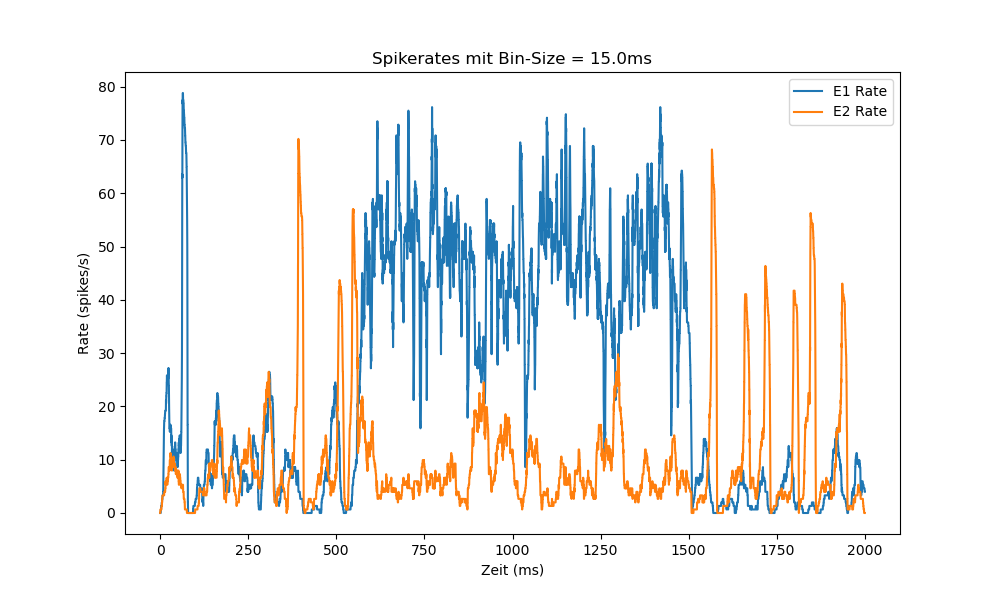 Spikerates mit Bin-Size = 15.0ms
E1 Rate
E2 Rate
Rate (spikes/s)
80
70
60
50
40
30
20
10
0
0 250 500 750 1000 1250 1500 1750 2000
Zeit (ms)